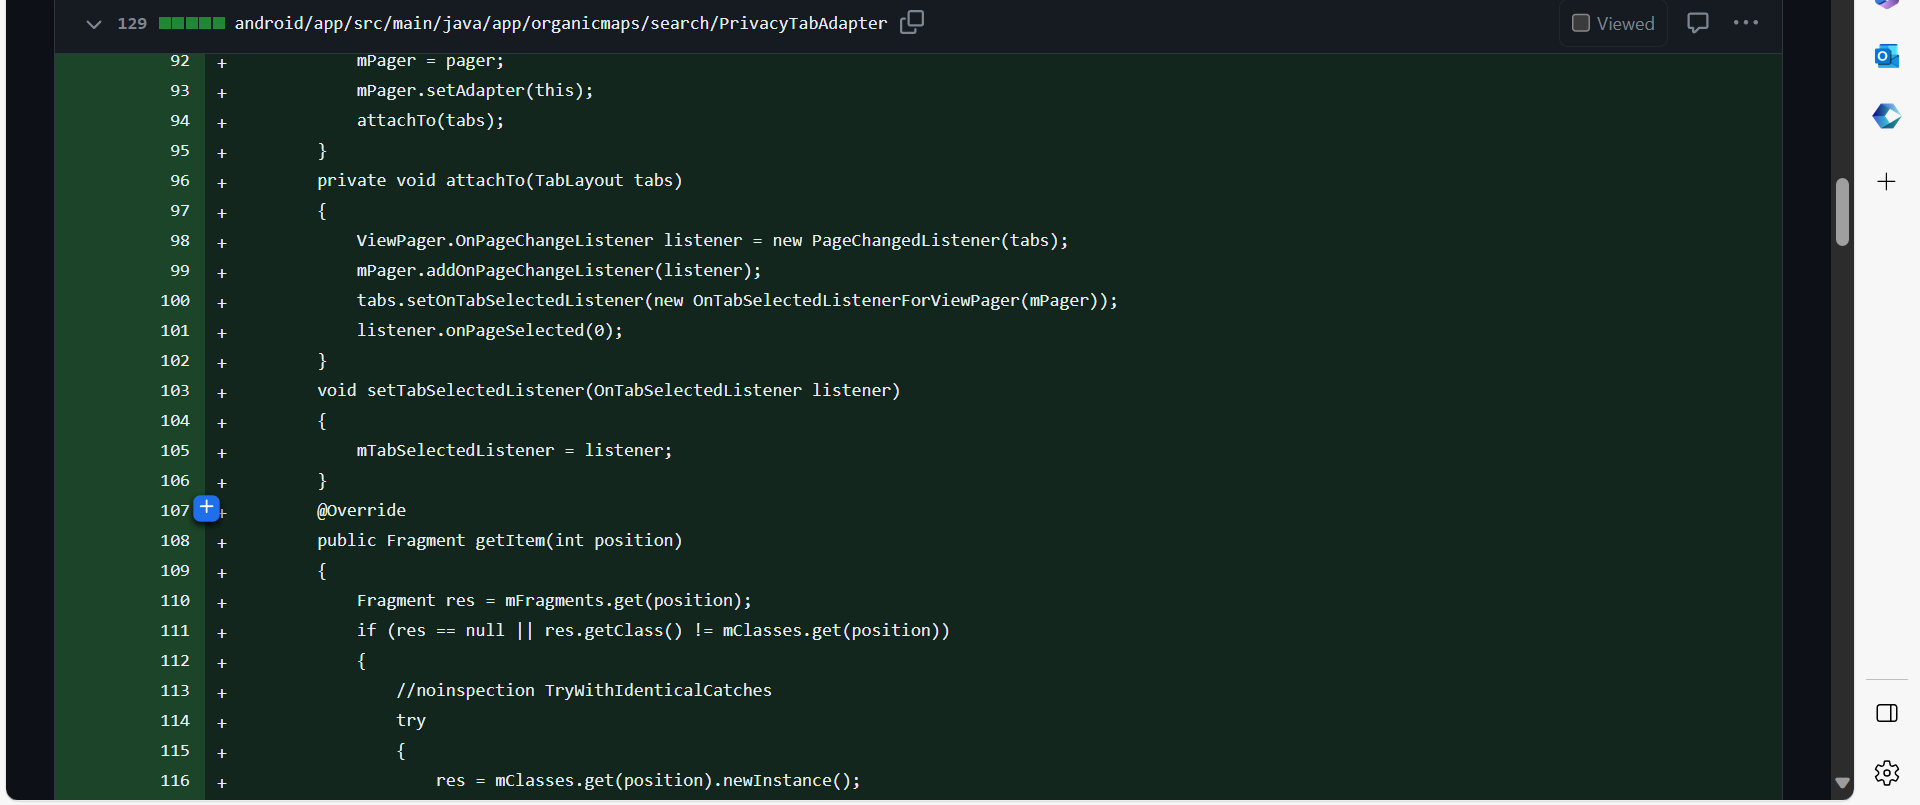 129 android/app/src/main/java/app/organicmaps/search/PrivacyTabAdapter Viewed
92 + mPager = pager;
93 + mPager.setAdapter(this);
94 + attachTo(tabs);
95 + }
96 + private void attachTo(TabLayout tabs)
97 + {
98 + ViewPager.OnPageChangeListener listener = new PageChangedListener(tabs);
99 + mPager.addOnPageChangeListener(listener);
100 + tabs.setOnTabSelectedListener(new OnTabSelectedListenerForViewPager(mPager));
101 + listener.onPageSelected(0);
102 + }
103 + void setTabSelectedListener(OnTabSelectedListener listener)
104 + {
105 + mTabSelectedListener = listener;
106 + }
107 + @Override
108 + public Fragment getItem(int position)
109 + {
110 + Fragment res = mFragments.get(position);
111 + if (res == null || res.getClass() != mClasses.get(position))
112 + {
113 + //noinspection TryWithIdenticalCatches
114 + try
115 + {
116 + res = mClasses.get(position).newInstance();